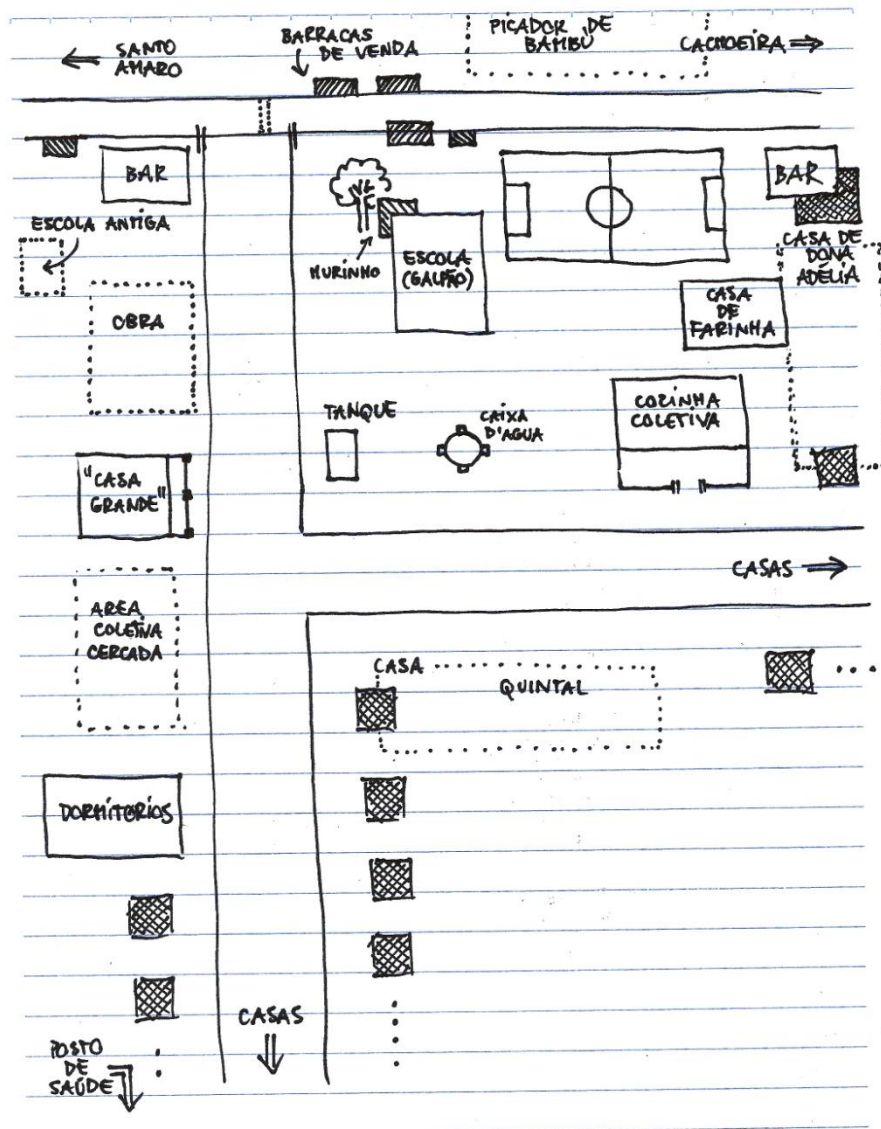 SANTO
AMARO
BARRACAS
DE VENDA
PICADOR DE
BAMBÚ
CACHOEIRA
BAR
ESCOLA ANTIGA
OBRA
MURINHO
ESCOLA
(GALPÃO)
BAR
CASA DE
DONA
ADÉLIA
CASA
DE
FARINHA
TANQUE
CAIXA
D'AGUA
COZINHA
COLETIVA
"CASA
GRANDE"
CASAS
AREA
COLETIVA
CERCADA
CASA
QUINTAL
DORMITÓRIOS
CASAS
POSTO
DE
SAÚDE